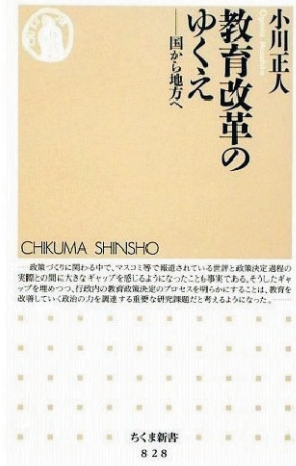 小川正人
Ogawa Masahito
教育改革の
ゆくえ
──国から地方へ
CHIKUMA SHINSHO
──政策づくりに関わる中で、マスコミ等で報道されている世評と政策決定過程の
実際との間に大きなギャップを感じるようになったことも事実である。そうしたギャ
ップを埋めつつ、行政内の教育政策決定のプロセスを明らかにすることは、教育を
改善していく政治の力を調達する重要な研究課題だと考えるようになった。──
ちくま新書
828